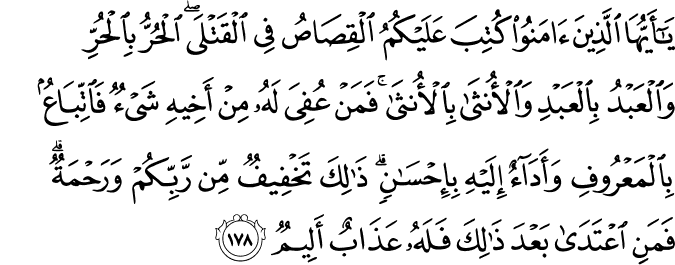 يَـٰٓأَيُّهَا ٱلَّذِينَ ءَامَنُوا۟ كُتِبَ عَلَيْكُمُ ٱلْقِصَاصُ فِى ٱلْقَتْلَى ۖ ٱلْحُرُّ بِٱلْحُرِّ
وَٱلْعَبْدُ بِٱلْعَبْدِ وَٱلْأُنثَىٰ بِٱلْأُنثَىٰ ۚ فَمَنْ عُفِىَ لَهُۥ مِنْ أَخِيهِ شَىْءٌ فَٱتِّبَاعٌۢ
بِٱلْمَعْرُوفِ وَأَدَآءٌ إِلَيْهِ بِإِحْسَـٰنٍ ۗ ذَٰلِكَ تَخْفِيفٌ مِّن رَّبِّكُمْ وَرَحْمَةٌ ۗ
فَمَنِ ٱعْتَدَىٰ بَعْدَ ذَٰلِكَ فَلَهُۥ عَذَابٌ أَلِيمٌ ١٧٨